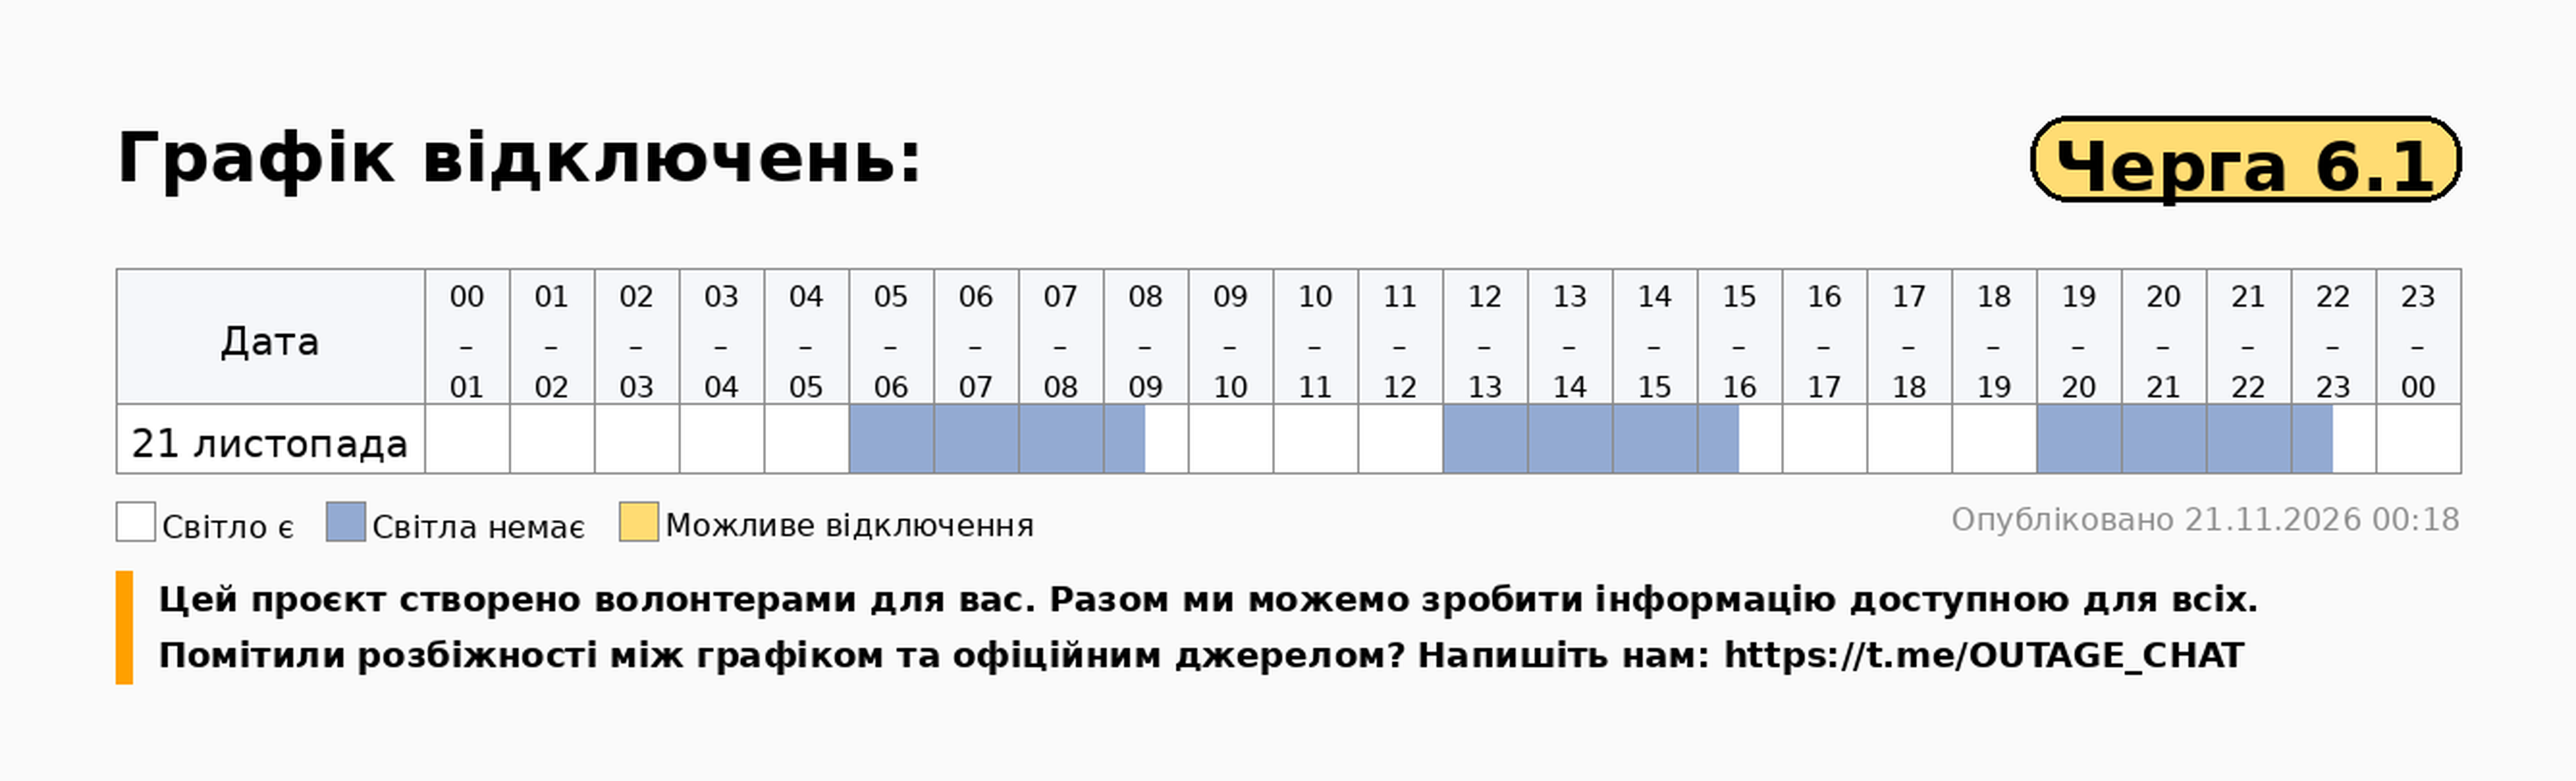 Графік відключень:
Черга 6.1
Дата
00 – 01
01 – 02
02 – 03
03 – 04
04 – 05
05 – 06
06 – 07
07 – 08
08 – 09
09 – 10
10 – 11
11 – 12
12 – 13
13 – 14
14 – 15
15 – 16
16 – 17
17 – 18
18 – 19
19 – 20
20 – 21
21 – 22
22 – 23
23 – 00
21 листопада
Світло є
Світла немає
Можливе відключення
Опубліковано 21.11.2026 00:18
Цей проєкт створено волонтерами для вас. Разом ми можемо зробити інформацію доступною для всіх.
Помітили розбіжності між графіком та офіційним джерелом? Напишіть нам: https://t.me/OUTAGE_CHAT